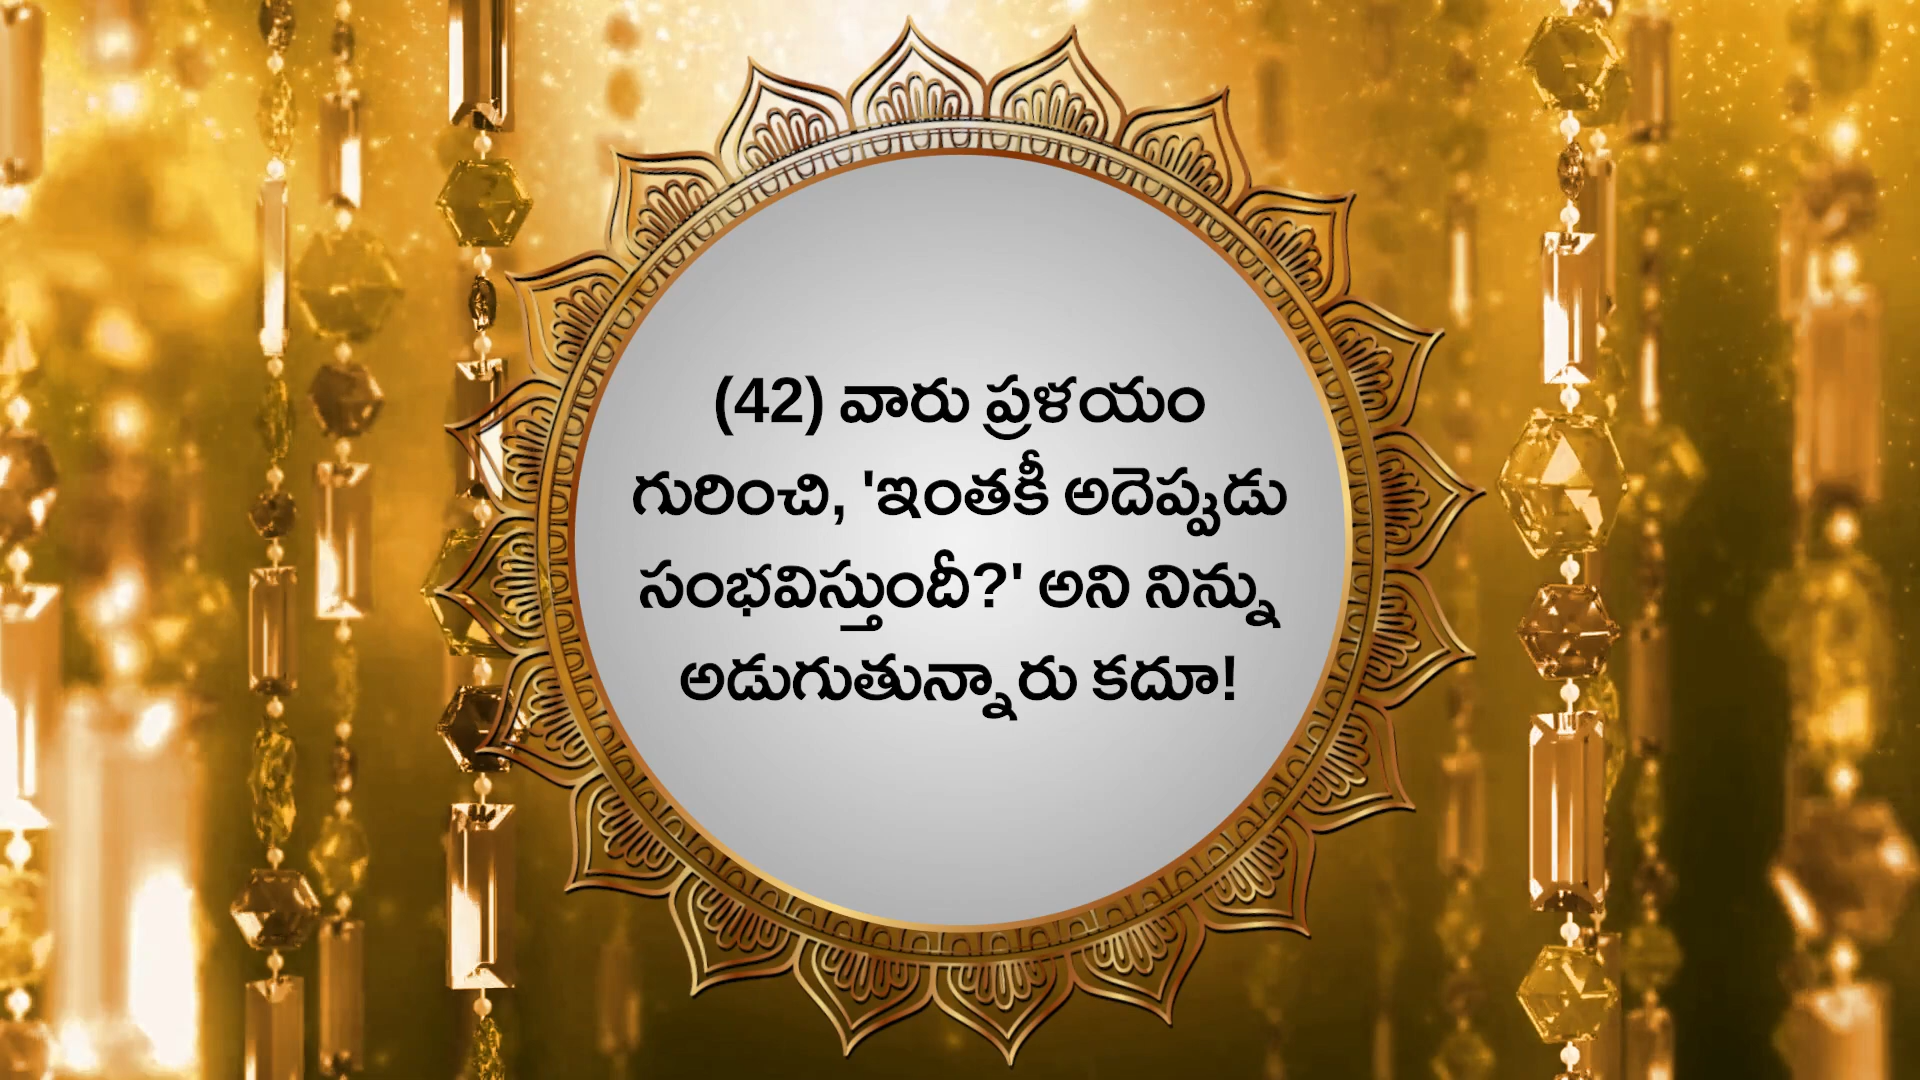 (42) వారు ప్రళయం
గురించి, 'ఇంతకీ అదెప్పుడు
సంభవిస్తుందీ?' అని నిన్ను
అడుగుతున్నారు కదూ!